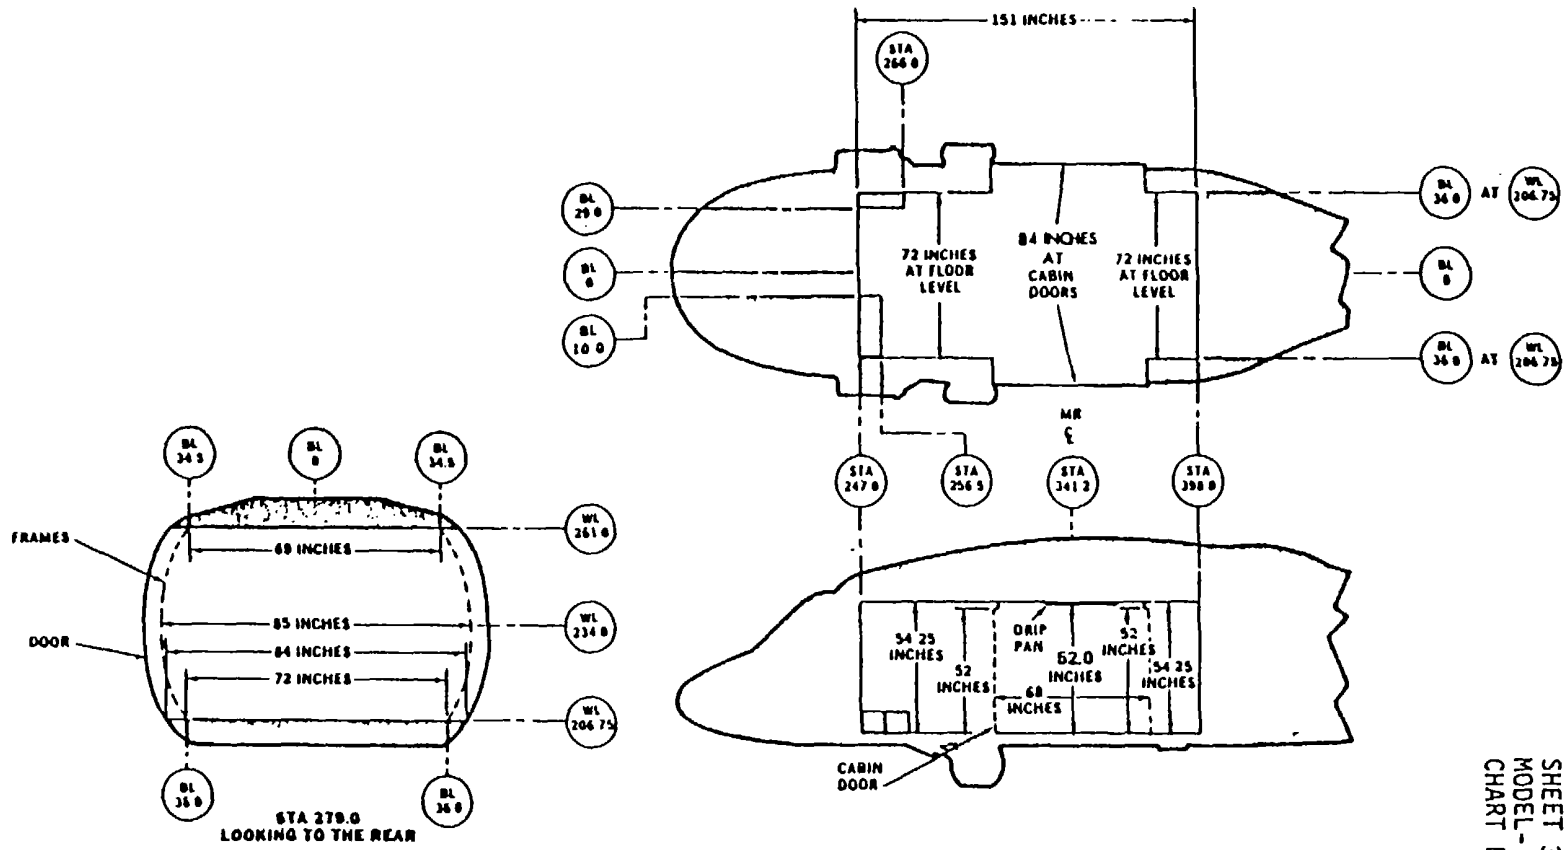 151 INCHES
STA
266.0
BL
29.0
BL
0
BL
10.0
72 INCHES
AT FLOOR
LEVEL
84 INCHES
AT
CABIN
DOORS
72 INCHES
AT FLOOR
LEVEL
BL
36.0
AT
WL
206.75
BL
0
BL
36.0
AT
WL
206.75
MR
℄
STA
247.0
STA
256.5
STA
341.2
STA
398.0
BL
34.5
BL
0
BL
34.5
WL
261.0
FRAMES
69 INCHES
85 INCHES
WL
234.0
DOOR
84 INCHES
72 INCHES
WL
206.75
BL
36.0
BL
36.0
STA 279.0
LOOKING TO THE REAR
54.25
INCHES
52
INCHES
DRIP
PAN
52.0
INCHES
52
INCHES
54.25
INCHES
68
INCHES
CABIN
DOOR
SHEET
MODEL-
CHART